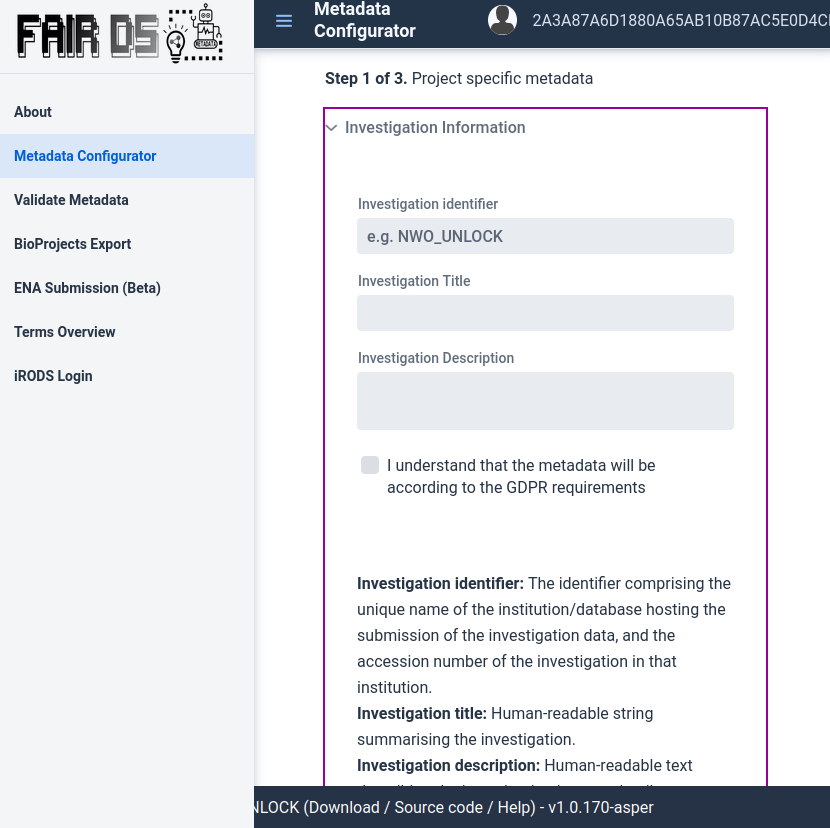 FAIR DS
METADATA
About
Metadata Configurator
Validate Metadata
BioProjects Export
ENA Submission (Beta)
Terms Overview
iRODS Login
Metadata
Configurator
2A3A87A6D1880A65AB10B87AC5E0D4C
Step 1 of 3. Project specific metadata
Investigation Information
Investigation identifier
e.g. NWO_UNLOCK
Investigation Title
Investigation Description
I understand that the metadata will be
according to the GDPR requirements
Investigation identifier: The identifier comprising the
unique name of the institution/database hosting the
submission of the investigation data, and the
accession number of the investigation in that
institution.
Investigation title: Human-readable string
summarising the investigation.
Investigation description: Human-readable text
NLOCK (Download / Source code / Help) - v1.0.170-asper